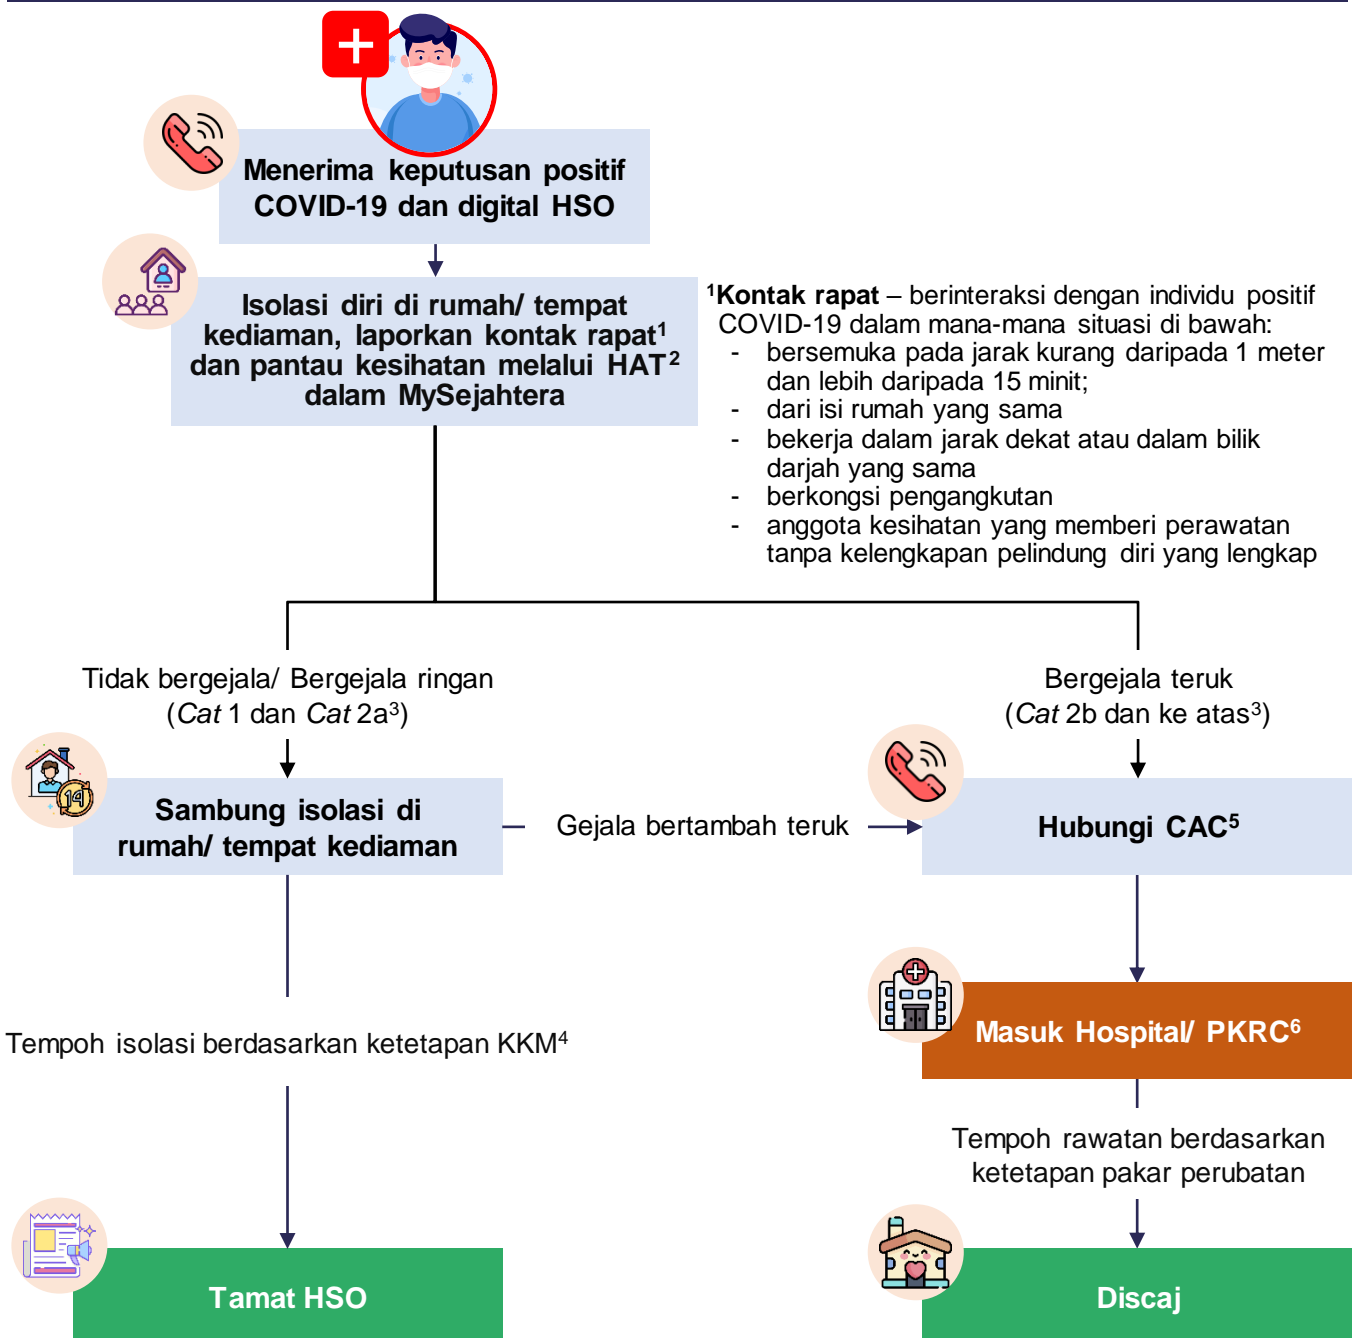 Menerima keputusan positif
COVID-19 dan digital HSO
Isolasi diri di rumah/ tempat
kediaman, laporkan kontak rapat¹
dan pantau kesihatan melalui HAT²
dalam MySejahtera
¹Kontak rapat – berinteraksi dengan individu positif
COVID-19 dalam mana-mana situasi di bawah:
- bersemuka pada jarak kurang daripada 1 meter
dan lebih daripada 15 minit;
- dari isi rumah yang sama
- bekerja dalam jarak dekat atau dalam bilik
darjah yang sama
- berkongsi pengangkutan
- anggota kesihatan yang memberi perawatan
tanpa kelengkapan pelindung diri yang lengkap
Tidak bergejala/ Bergejala ringan
(Cat 1 dan Cat 2a³)
Bergejala teruk
(Cat 2b dan ke atas³)
14
Sambung isolasi di
rumah/ tempat kediaman
Gejala bertambah teruk
Hubungi CAC⁵
Masuk Hospital/ PKRC⁶
Tempoh isolasi berdasarkan ketetapan KKM⁴
Tempoh rawatan berdasarkan
ketetapan pakar perubatan
Tamat HSO
Discaj